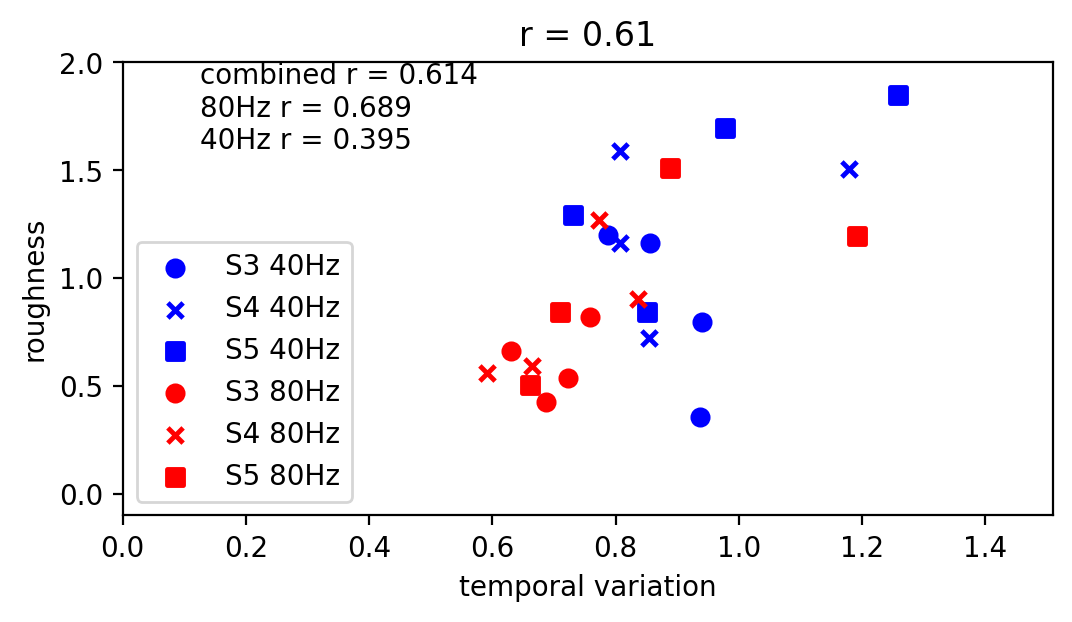 r = 0.61
combined r = 0.614
80Hz r = 0.689
40Hz r = 0.395
2.0
1.5
1.0
0.5
0.0
roughness
S3 40Hz
S4 40Hz
S5 40Hz
S3 80Hz
S4 80Hz
S5 80Hz
0.0 0.2 0.4 0.6 0.8 1.0 1.2 1.4
temporal variation